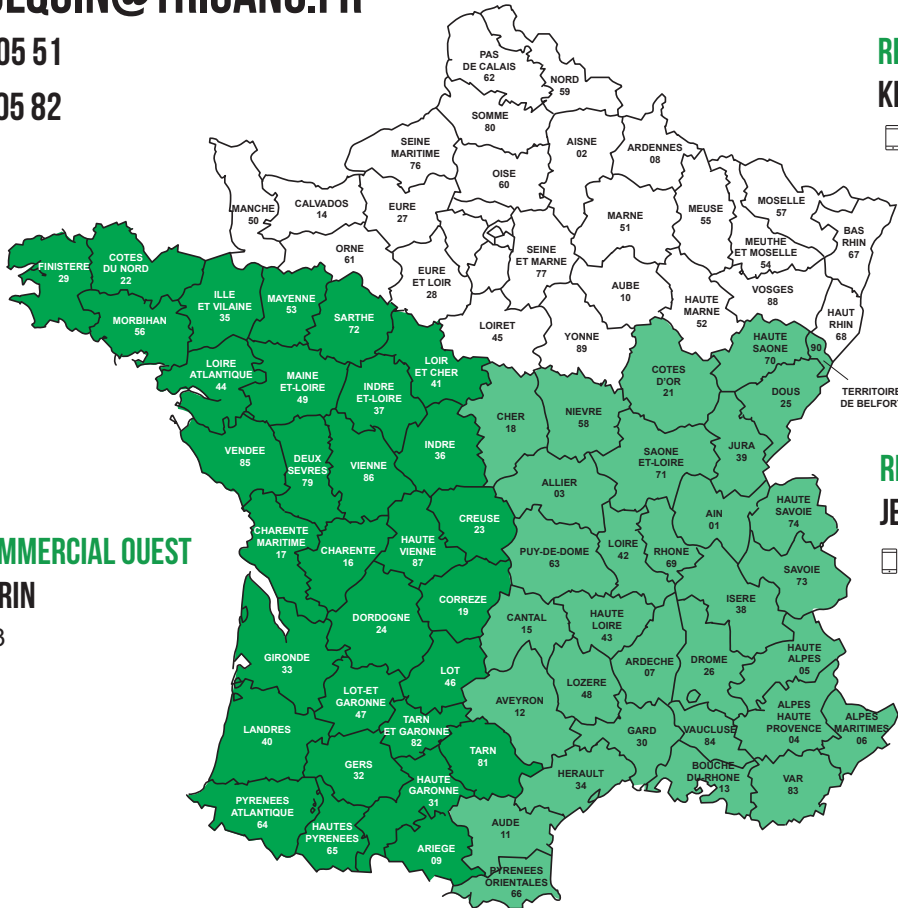 JEQUIN@TRIGANO.FR
05 51
05 82
PAS
DE CALAIS
62
NORD
59
SOMME
80
SEINE
MARITIME
76
AISNE
02
ARDENNES
08
OISE
60
MANCHE
50
CALVADOS
14
EURE
27
MARNE
51
MEUSE
55
MOSELLE
57
BAS
RHIN
67
MEUTHE
ET MOSELLE
54
ORNE
61
EURE
ET LOIR
28
SEINE
ET MARNE
77
AUBE
10
HAUTE
MARNE
52
VOSGES
88
HAUT
RHIN
68
LOIRET
45
YONNE
89
FINISTERE
29
COTES
DU NORD
22
MORBIHAN
56
ILLE
ET VILAINE
35
MAYENNE
53
SARTHE
72
LOIRE
ATLANTIQUE
44
MAINE
ET-LOIRE
49
INDRE
ET-LOIRE
37
LOIR
ET CHER
41
CHER
18
NIEVRE
58
COTES
D'OR
21
HAUTE
SAONE
70
90
TERRITOIRE
DE BELFORT
DOUS
25
JURA
39
SAONE
ET-LOIRE
71
VENDEE
85
DEUX
SEVRES
79
VIENNE
86
INDRE
36
ALLIER
03
AIN
01
HAUTE
SAVOIE
74
CREUSE
23
CHARENTE
MARITIME
17
CHARENTE
16
HAUTE
VIENNE
87
PUY-DE-DOME
63
LOIRE
42
RHONE
69
SAVOIE
73
ISERE
38
CORREZE
19
DORDOGNE
24
CANTAL
15
HAUTE
LOIRE
43
ARDECHE
07
DROME
26
HAUTE
ALPES
05
GIRONDE
33
LOT
46
LOT-ET
GARONNE
47
AVEYRON
12
LOZERE
48
ALPES
HAUTE
PROVENCE
04
ALPES
MARITIMES
06
LANDRES
40
TARN
ET GARONNE
82
TARN
81
GARD
30
VAUCLUSE
84
BOUCHE
DU-RHONE
13
VAR
83
GERS
32
HAUTE
GARONNE
31
HERAULT
34
PYRENEES
ATLANTIQUE
64
HAUTES
PYRENEES
65
ARIEGE
09
AUDE
11
PYRENEES
ORIENTALES
66
MMERCIAL OUEST
RIN